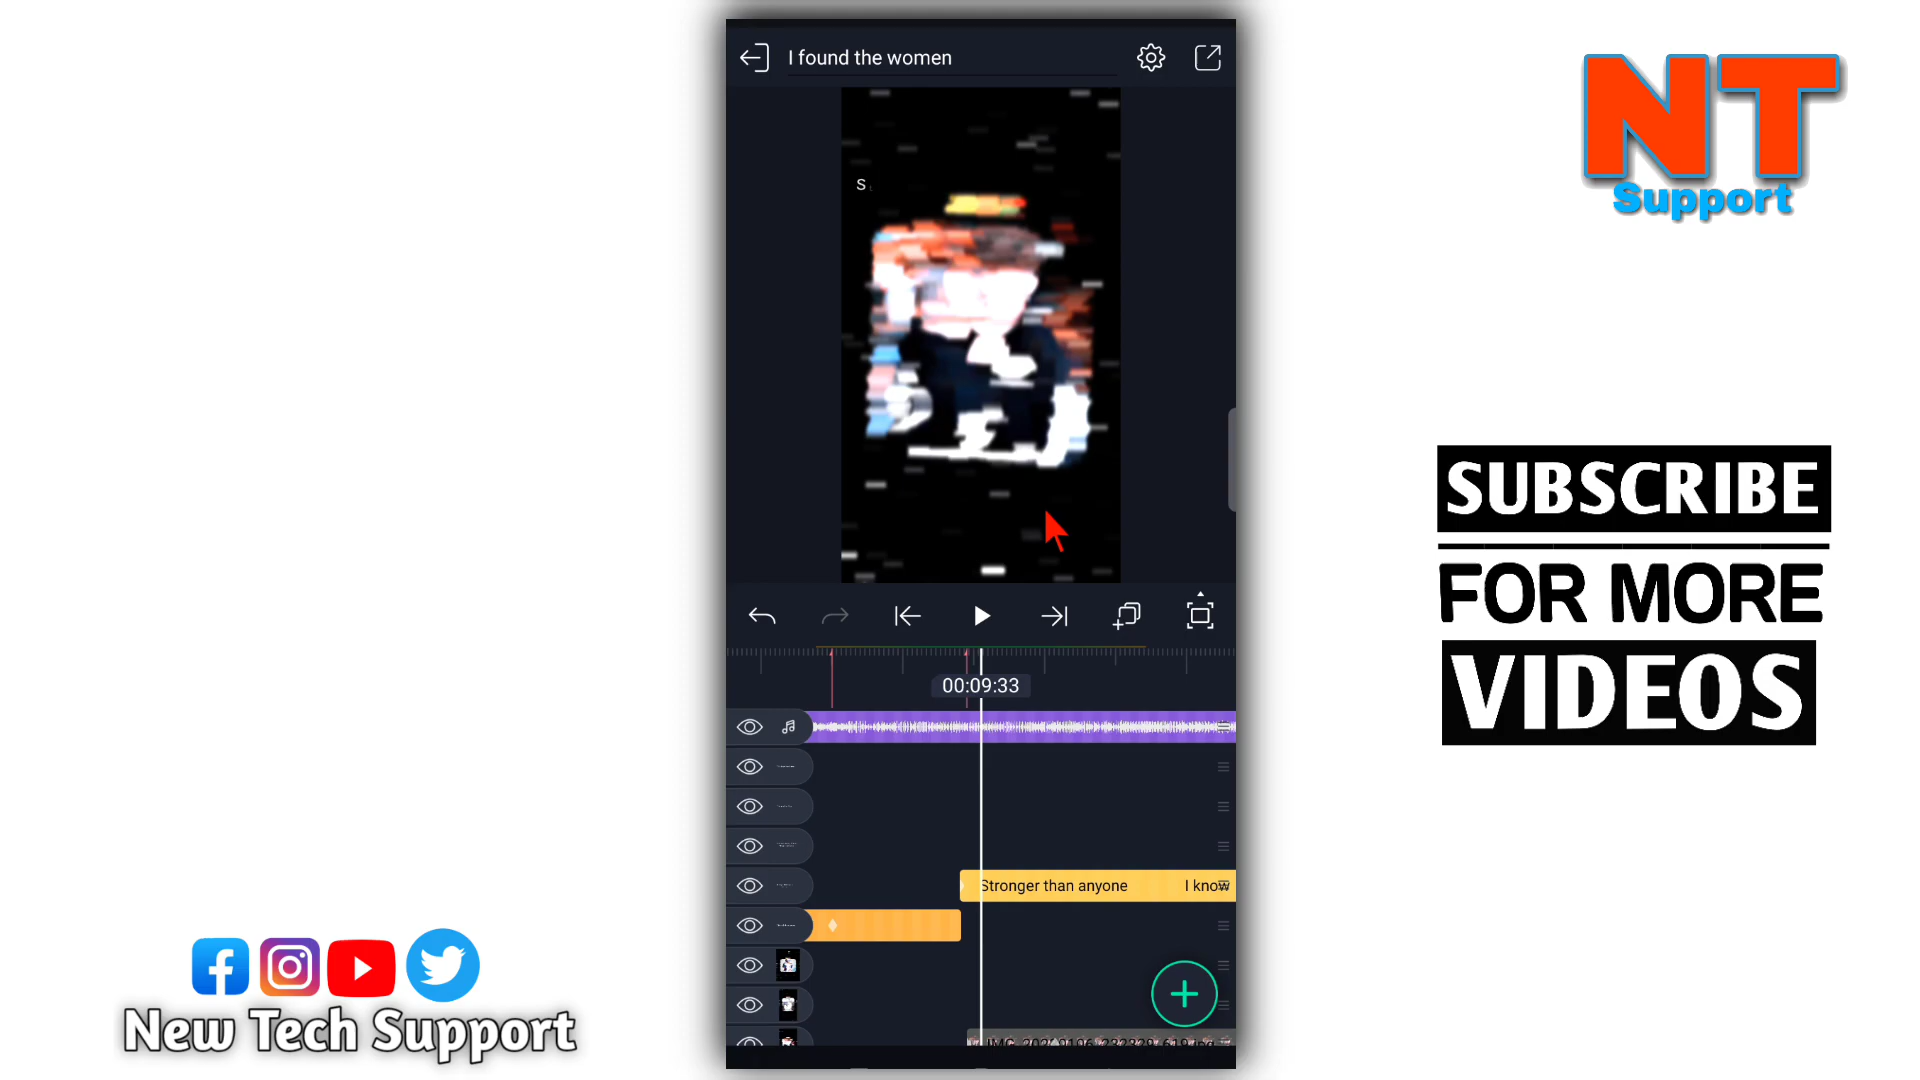 I found the women
NT
Support
S
SUBSCRIBE
FOR MORE
VIDEOS
00:09:33
Stronger than anyone I know
New Tech Support